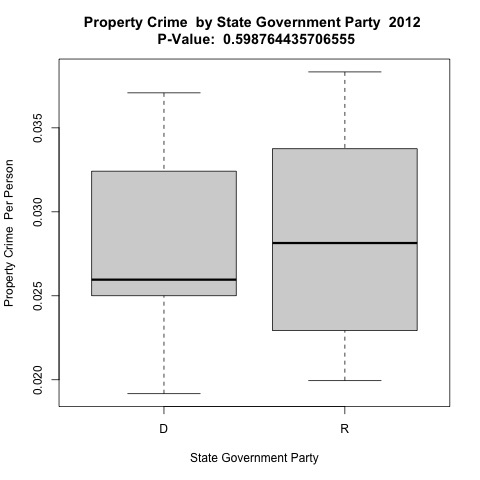 Property Crime  by State Government Party  2012
P-Value:  0.598764435706555
Property Crime  Per Person
0.035
0.030
0.025
0.020
D
R
State Government Party